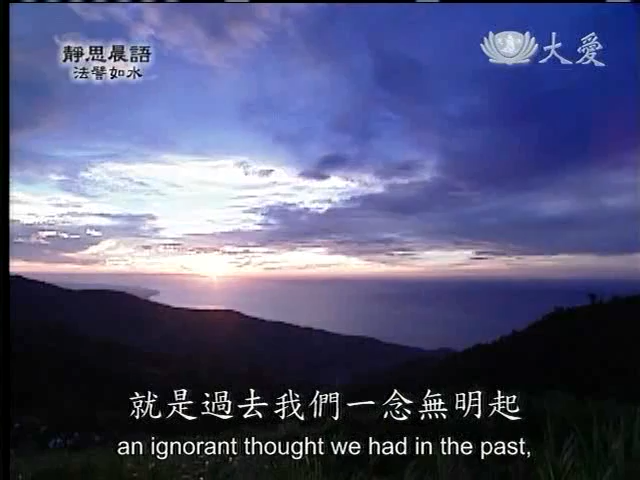 靜思晨語
法譬如水
大愛
就是過去我們一念無明起
an ignorant thought we had in the past,